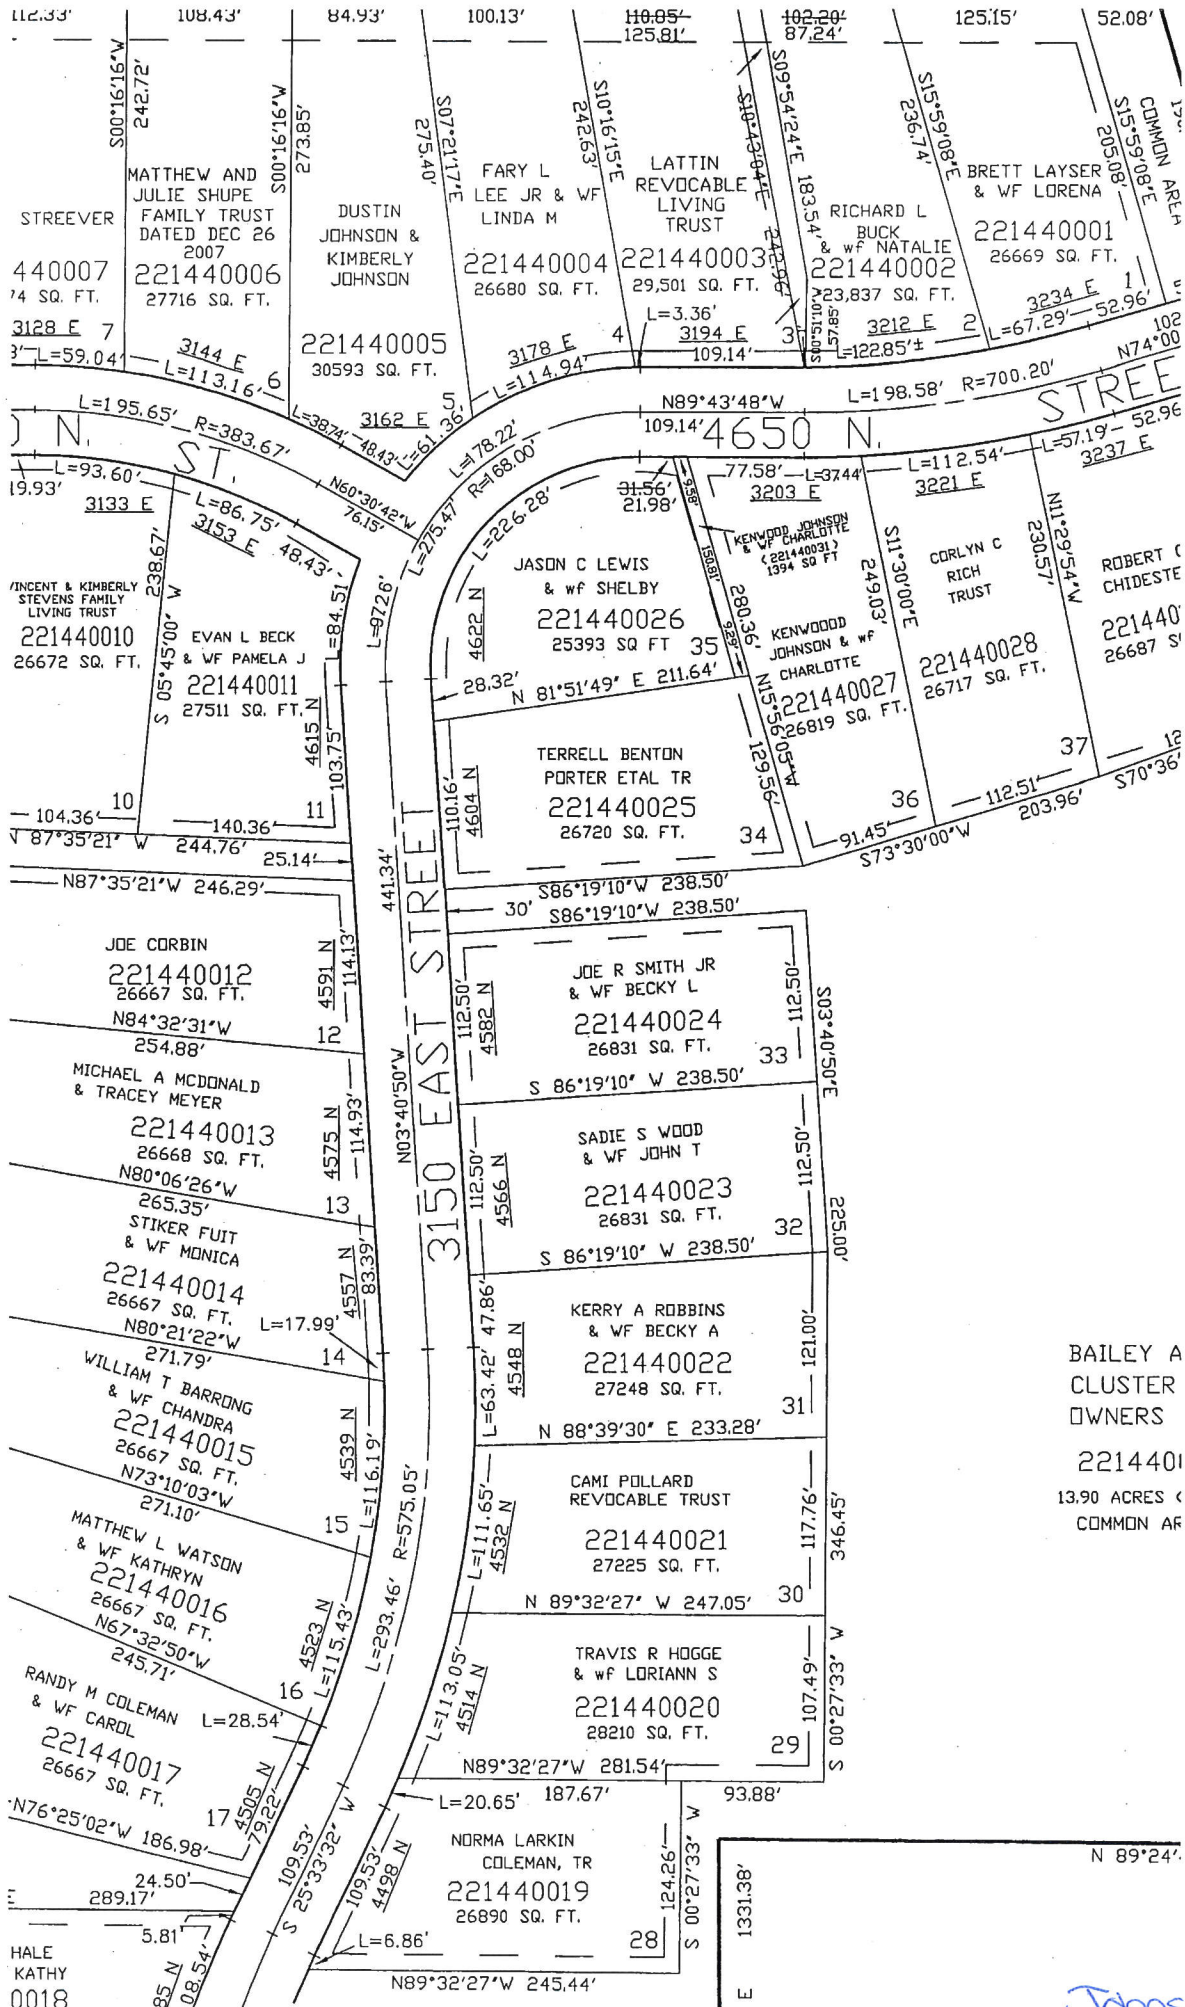 112.33' 108.43' 84.93' 100.13' 110.85' 102.20' 125.15' 52.08'
125.81' 87.24'
S00°16'16"W
242.72'
S00°16'16"W
273.85'
S07°21'17"E
275.40'
S10°16'15"E
242.63'
S10°43'04"E 242.96'
S09°54'24"E 183.54'
S00°51'01"W
57.85'
S15°59'08"E
236.74'
205.08'
S15°59'08"E
COMMON AREA
STREEVER
440007
74 SQ. FT.
3128 E 7
L=59.04'
MATTHEW AND
JULIE SHUPE
FAMILY TRUST
DATED DEC 26
2007
221440006
27716 SQ. FT.
3144 E
L=113.16'
6
DUSTIN
JOHNSON &
KIMBERLY
JOHNSON
221440005
30593 SQ. FT.
5
3162 E
L=38.74'
48.43'
L=61.36'
FARY L
LEE JR & WF
LINDA M
221440004
26680 SQ. FT.
3178 E
4
L=114.94'
LATTIN
REVOCABLE
LIVING
TRUST
221440003
29,501 SQ. FT.
L=3.36'
3194 E
3
109.14'
RICHARD L
BUCK
& wf NATALIE
221440002
23,837 SQ. FT.
3212 E
2
L=122.85'±
BRETT LAYSER
& WF LORENA
221440001
26669 SQ. FT.
3234 E
1
L=67.29' 52.96'
102
N74°00
L=195.65' R=383.67'
N60°30'42"W
76.15'
L=178.22'
R=168.00'
L=275.47'
L=97.26'
N89°43'48"W
109.14'
L=198.58' R=700.20'
4650 N. STREE
N. ST.
19.93'
L=93.60'
3133 E
L=86.75'
3153 E
48.43'
L=226.28'
31.56'
21.98'
9.58'
77.58' L=37.44'
3203 E
L=112.54'
3221 E
L=57.19' 52.96
3237 E
VINCENT & KIMBERLY
STEVENS FAMILY
LIVING TRUST
221440010
26672 SQ. FT.
10
238.67'
S 05°45'00" W
EVAN L BECK
& WF PAMELA J
221440011
27511 SQ. FT.
L=84.51'
4615 N
103.75'
11
104.36'
140.36'
N 87°35'21" W 244.76'
25.14'
N87°35'21"W 246.29'
JASON C LEWIS
& wf SHELBY
221440026
25393 SQ FT 35
4622 N
28.32'
N 81°51'49" E 211.64'
KENWOOD JOHNSON
& WF CHARLOTTE
(221440031)
1394 SQ FT
150.81'
9.29'
280.36'
N15°56'05"W
129.56'
KENWOOOD
JOHNSON & wf
CHARLOTTE
221440027
26819 SQ. FT.
36
S11°30'00"E
249.03'
CORLYN C
RICH
TRUST
221440028
26717 SQ. FT.
37
N11°29'54"W
230.57'
ROBERT C
CHIDESTE
221440
26687 S
91.45'
S73°30'00"W
112.51'
203.96'
S70°36'
12
TERRELL BENTON
PORTER ETAL TR
221440025
26720 SQ. FT.
34
110.16'
4604 N
S86°19'10"W 238.50'
30'
S86°19'10"W 238.50'
441.34'
N03°40'50"W
3150 EAST STREET
JOE CORBIN
221440012
26667 SQ. FT.
4591 N
114.13'
12
N84°32'31"W
254.88'
JOE R SMITH JR
& WF BECKY L
221440024
26831 SQ. FT.
33
112.50'
4582 N
112.50'
S03°40'50"E
S 86°19'10" W 238.50'
MICHAEL A MCDONALD
& TRACEY MEYER
221440013
26668 SQ. FT.
4575 N
114.93'
13
N80°06'26"W
265.35'
SADIE S WOOD
& WF JOHN T
221440023
26831 SQ. FT.
32
112.50'
4566 N
112.50'
225.00'
S 86°19'10" W 238.50'
STIKER FUIT
& WF MONICA
221440014
26667 SQ. FT.
4557 N
83.39'
L=17.99'
14
N80°21'22"W
271.79'
KERRY A ROBBINS
& WF BECKY A
221440022
27248 SQ. FT.
31
L=63.42' 47.86'
4548 N
121.00'
N 88°39'30" E 233.28'
WILLIAM T BARRONG
& WF CHANDRA
221440015
26667 SQ. FT.
4539 N
L=116.19'
15
N73°10'03"W
271.10'
CAMI POLLARD
REVOCABLE TRUST
221440021
27225 SQ. FT.
30
L=111.65'
4532 N
117.76'
346.45'
N 89°32'27" W 247.05'
BAILEY A
CLUSTER
OWNERS
221440
13.90 ACRES
COMMON AR
MATTHEW L WATSON
& WF KATHRYN
221440016
26667 SQ. FT.
4523 N
L=115.43'
16
N67°32'50"W
245.71'
L=293.46' R=575.05'
TRAVIS R HOGGE
& wf LORIANN S
221440020
28210 SQ. FT.
29
L=113.05'
4514 N
107.49'
S 00°27'33" W
N89°32'27"W 281.54'
187.67' 93.88'
RANDY M COLEMAN
& WF CAROL
221440017
26667 SQ. FT.
L=28.54'
17
4505 N
79.22'
N76°25'02"W 186.98'
24.50'
289.17'
5.81'
109.53'
S 25°33'32" W
L=20.65'
109.53'
4498 N
NORMA LARKIN
COLEMAN, TR
221440019
26890 SQ. FT.
28
124.26'
S 00°27'33" W
L=6.86'
N89°32'27"W 245.44'
HALE
KATHY
0018
85 N
08.54'
N 89°24'
1331.38'
E